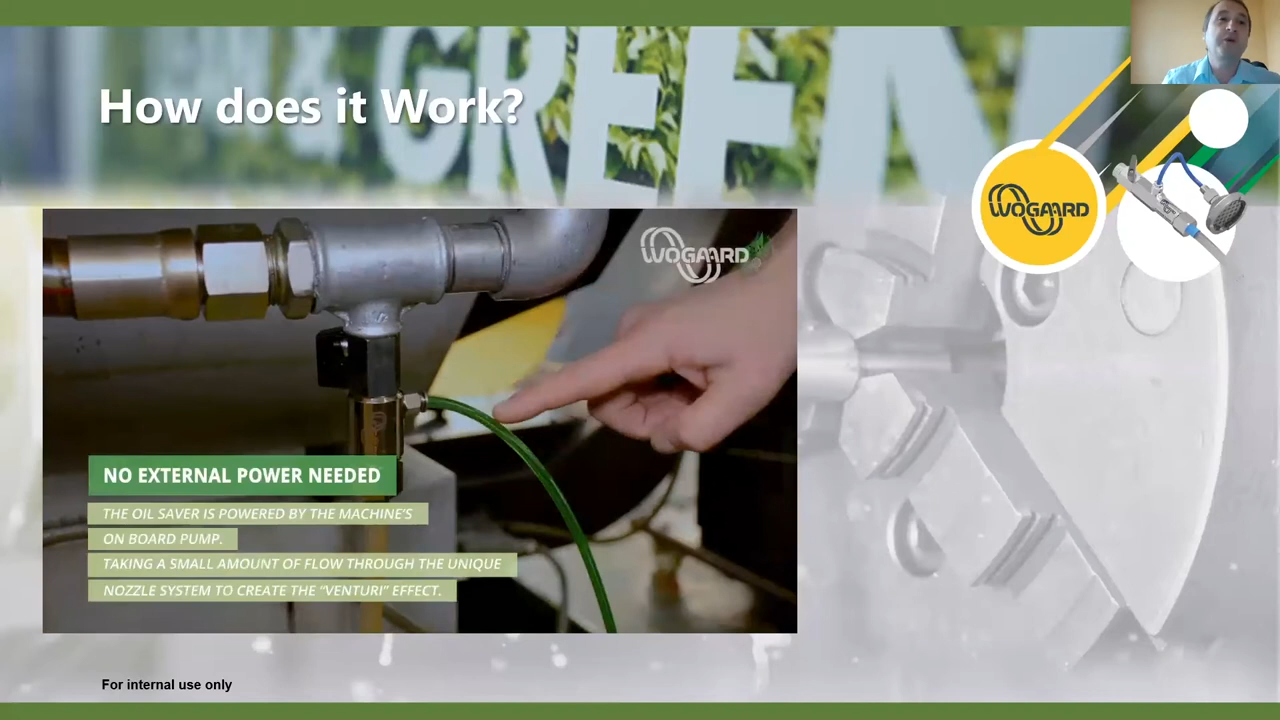 & GREEN
How does it Work?
WOGAARD
WOGAARD
NO EXTERNAL POWER NEEDED
THE OIL SAVER IS POWERED BY THE MACHINE'S
ON BOARD PUMP.
TAKING A SMALL AMOUNT OF FLOW THROUGH THE UNIQUE
NOZZLE SYSTEM TO CREATE THE "VENTURI" EFFECT.
For internal use only